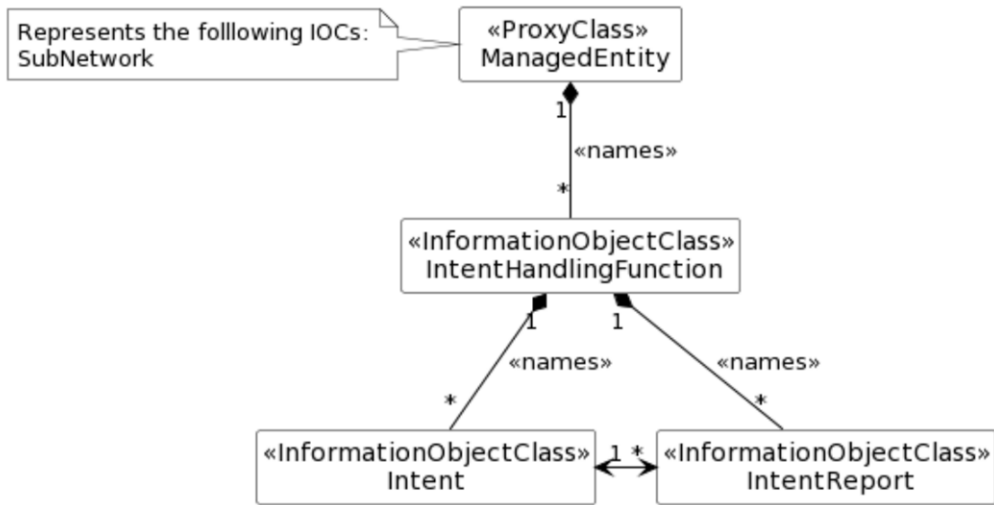 Represents the folllowing IOCs:
SubNetwork
«ProxyClass»
ManagedEntity
1
«names»
*
«InformationObjectClass»
IntentHandlingFunction
1
1
«names»
«names»
*
*
«InformationObjectClass»
Intent
1 *
«InformationObjectClass»
IntentReport